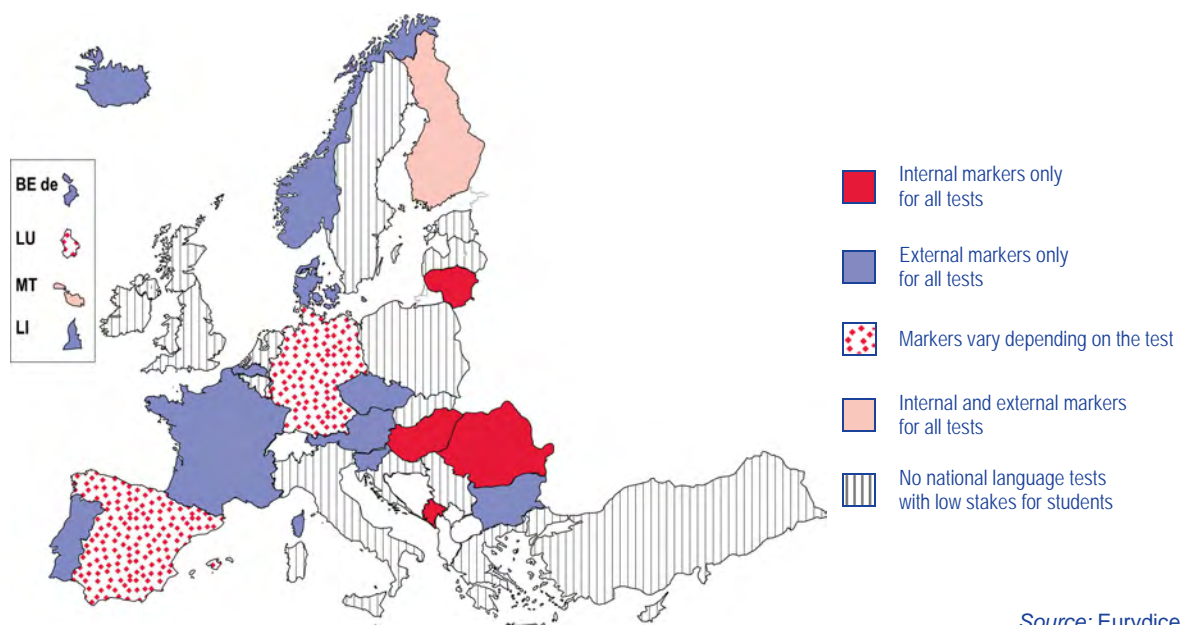 BE de
LU
MT
LI
Internal markers only
for all tests
External markers only
for all tests
Markers vary depending on the test
Internal and external markers
for all tests
No national language tests
with low stakes for students
Source: Eurydice